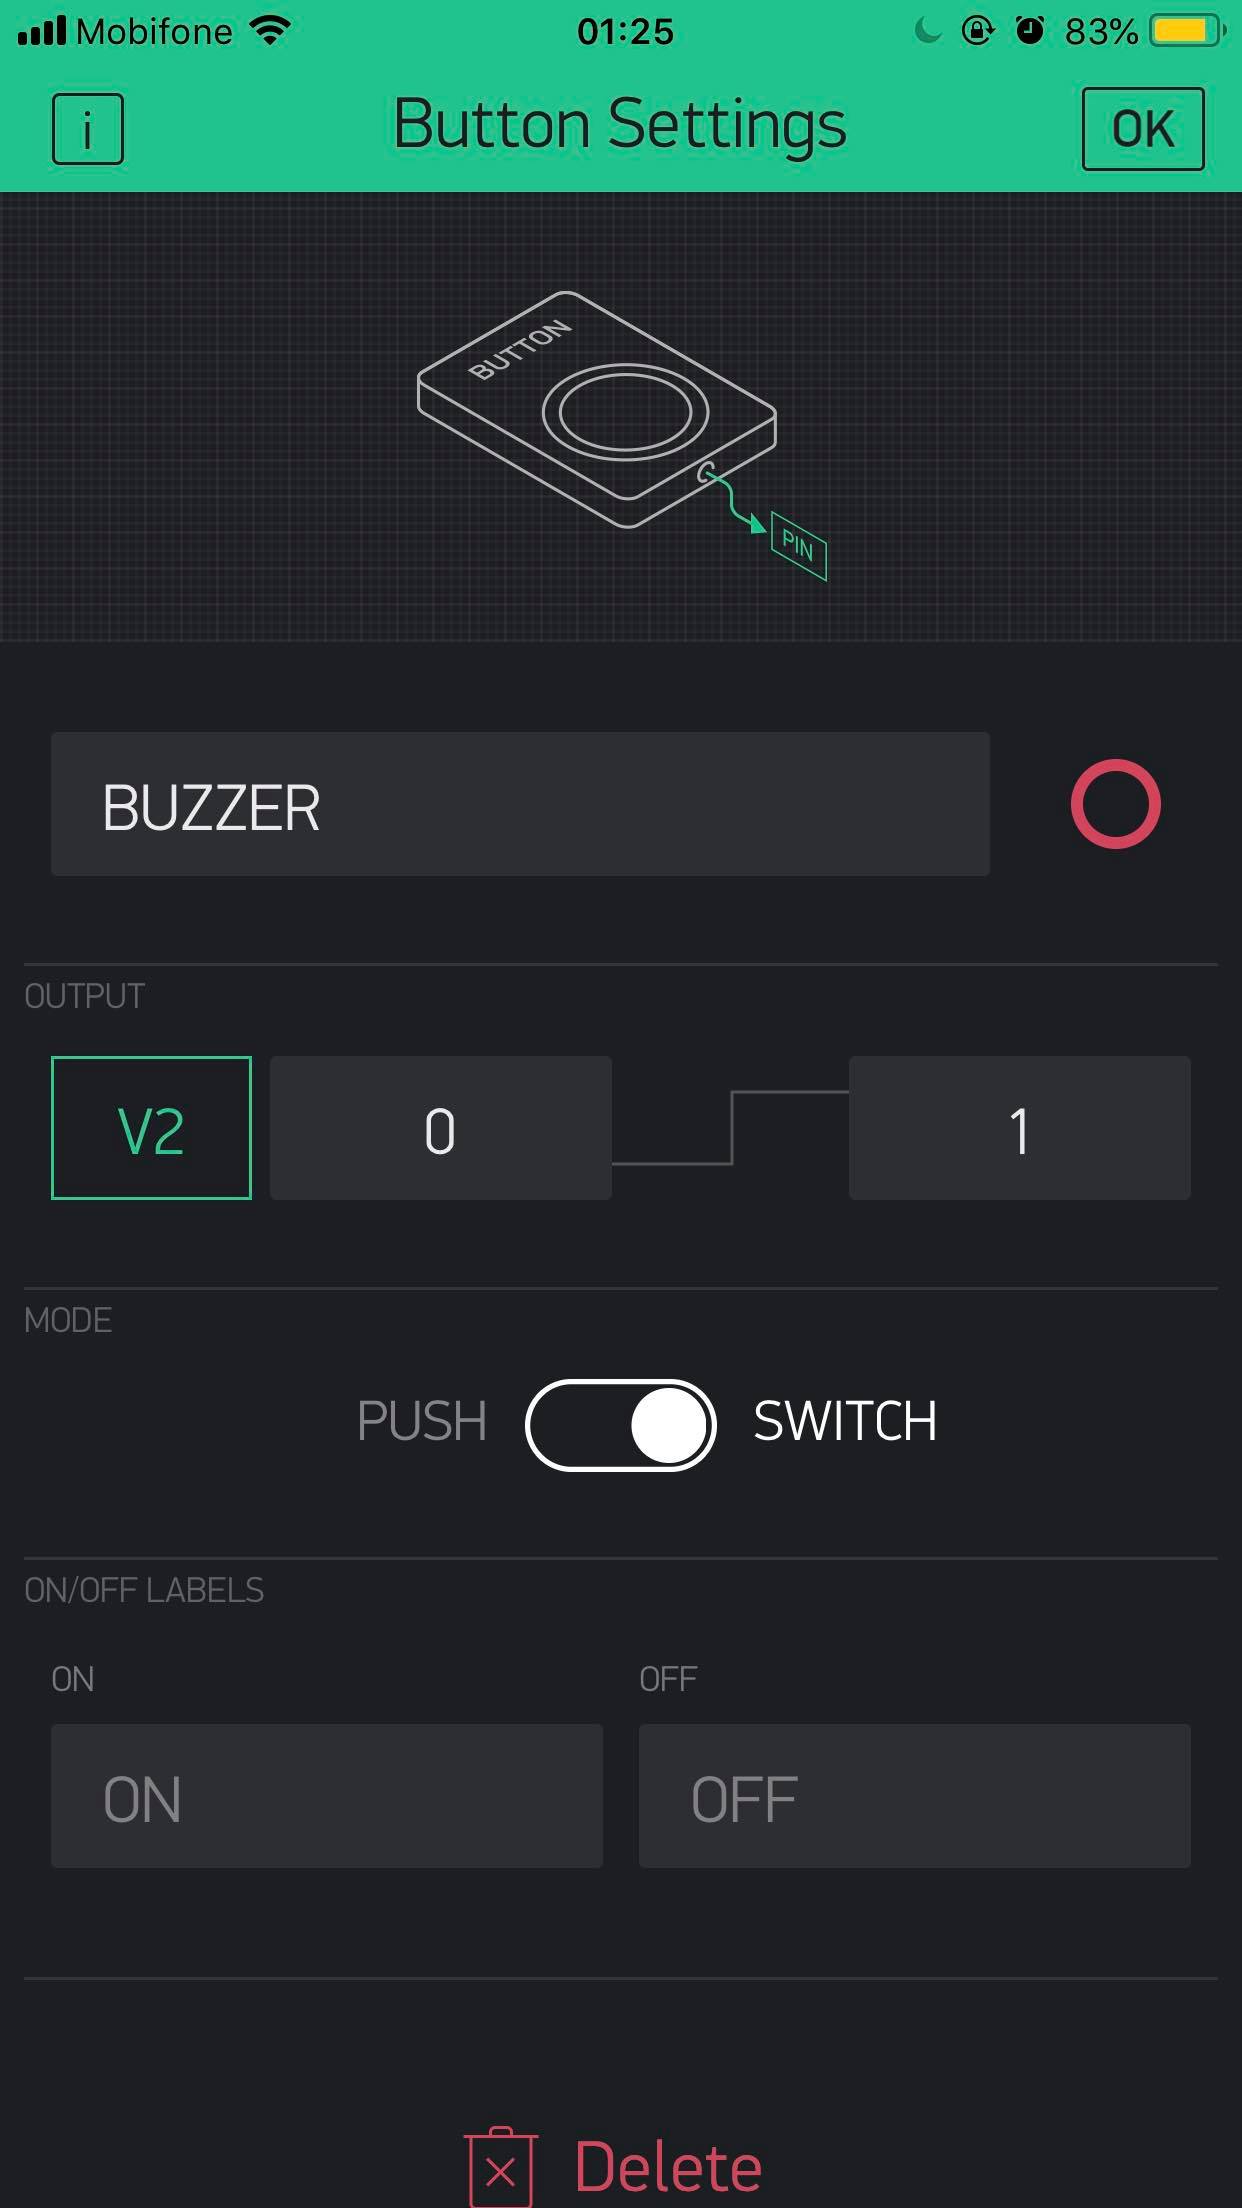 Mobifone 01:25 83%
i Button Settings OK
BUTTON
PIN
BUZZER
OUTPUT
V2 0 1
MODE
PUSH SWITCH
ON/OFF LABELS
ON OFF
ON OFF
Delete